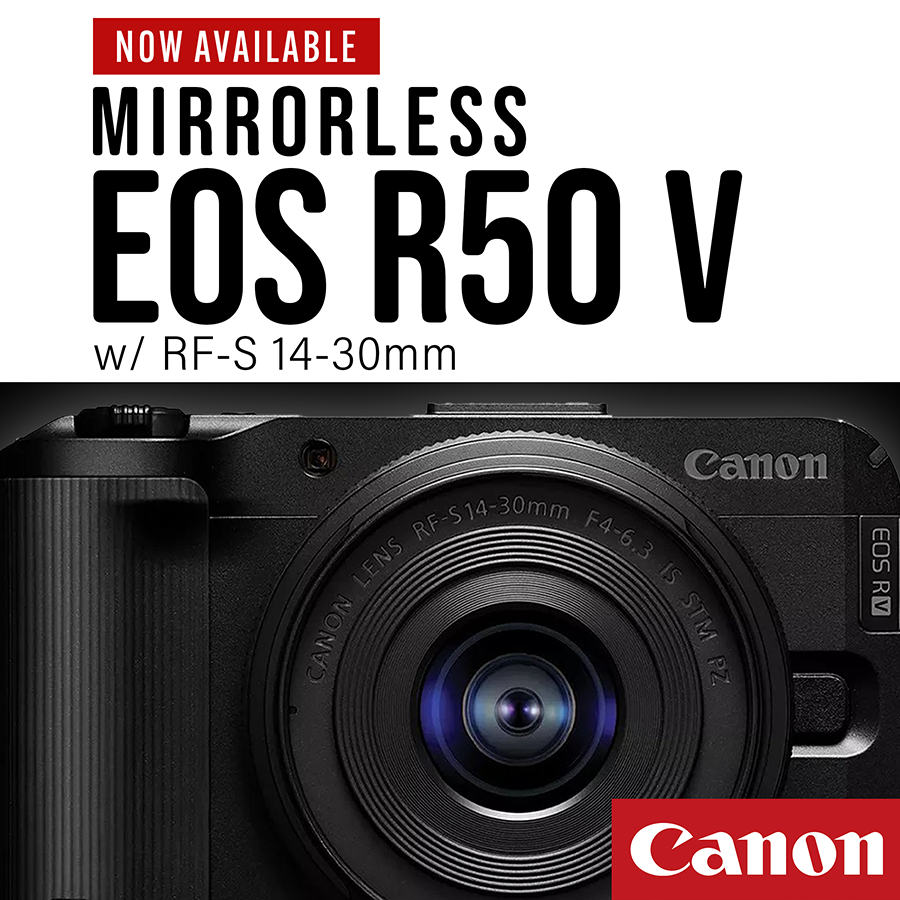 NOW AVAILABLE
MIRRORLESS
EOS R50 V
w/ RF-S 14-30mm
Canon
CANON LENS RF-S14-30mm F4-6.3 IS STM PZ
EOS R V
Canon